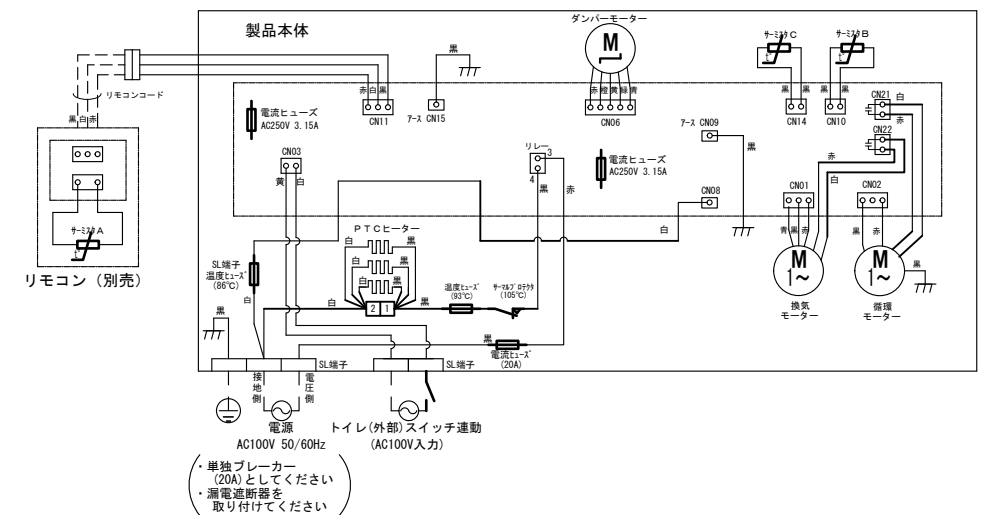 ダンパーモーター
製品本体
M
サーミスタC
サーミスタB
黒
赤白黒
赤橙黄緑青
黒 黒
黒 黒
CN21
白
赤
CN22
リモコンコード
黒白赤
電流ヒューズ
AC250V 3.15A
CN11
アース CN15
CN06
CN14
CN10
アース CN09
黒
CN03
黄 白
リレー
3
4
黒
赤
電流ヒューズ
AC250V 3.15A
CN08
白
赤
白
CN01
CN02
青黒赤
黒 赤
サーミスタA
t°
リモコン (別売)
PTCヒーター
白 黒
白 黒
白 黒
2 1
SL端子
温度ヒューズ
(86℃)
白
白
黒
温度ヒューズ
(93℃)
サーマルプロテクタ
(105℃)
M
1~
換気
モーター
M
1~
循環
モーター
黒
黒
黒
電流ヒューズ
(20A)
SL端子
SL端子
接地側
電圧側
電源
AC100V 50/60Hz
トイレ(外部)スイッチ連動
(AC100V入力)
・単独ブレーカー
(20A)としてください
・漏電遮断器を
取り付けてください